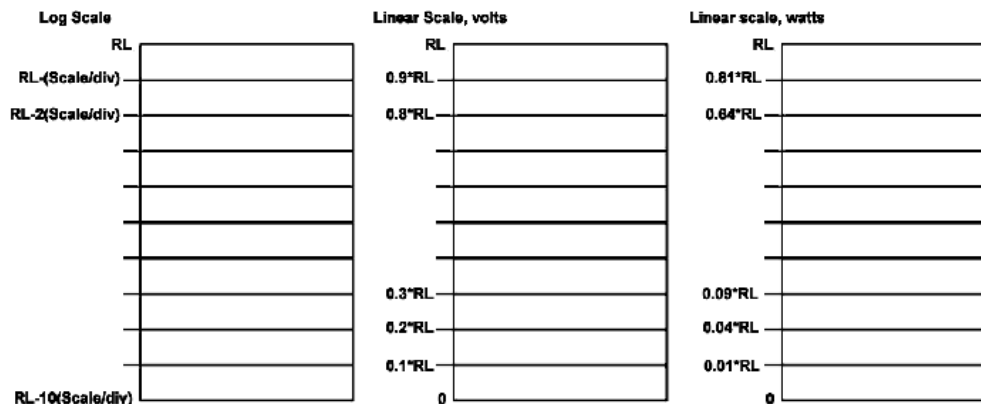 Log Scale
RL
RL-(Scale/div)
RL-2(Scale/div)
RL-10(Scale/div)
Linear Scale, volts
RL
0.9*RL
0.8*RL
0.3*RL
0.2*RL
0.1*RL
0
Linear scale, watts
RL
0.81*RL
0.64*RL
0.09*RL
0.04*RL
0.01*RL
0